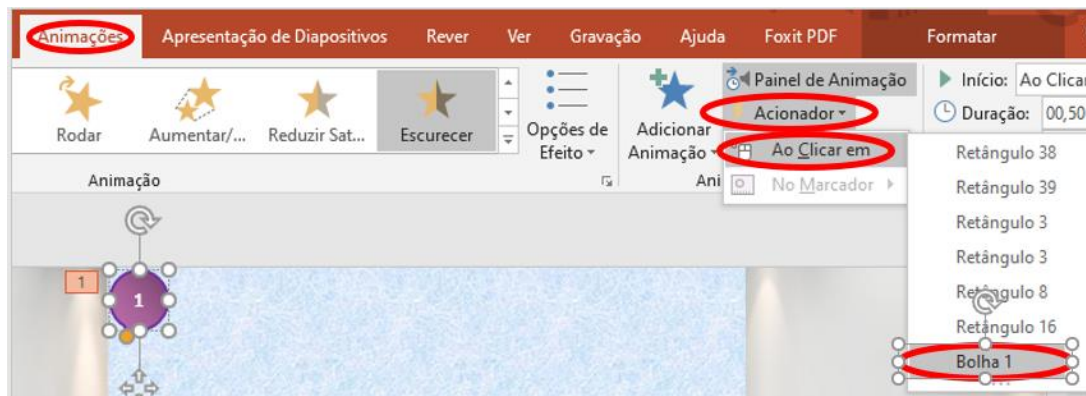 Animações Apresentação de Diapositivos Rever Ver Gravação Ajuda Foxit PDF Formatar
Painel de Animação Início: Ao Clicar
Acionador Duração: 00,50
Rodar Aumentar/... Reduzir Sat... Escurecer Opções de Efeito Adicionar Animação
Ao Clicar em
No Marcador
Animação Ani
Retângulo 38
Retângulo 39
Retângulo 3
Retângulo 3
Retângulo 8
Retângulo 16
Bolha 1
1
1